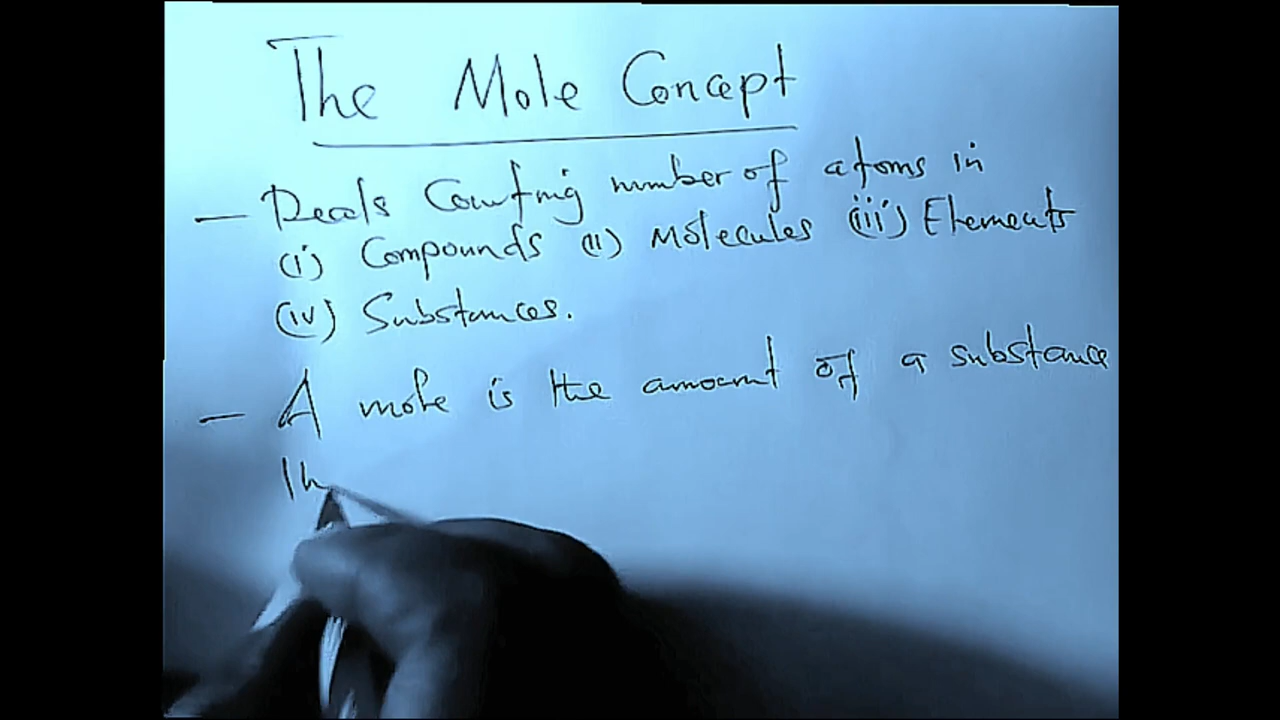 The Mole Concept
- Deals Counting number of atoms in
(i) Compounds (ii) Molecules (iii) Elements
(iv) Substances.
- A mole is the amount of a substance
th